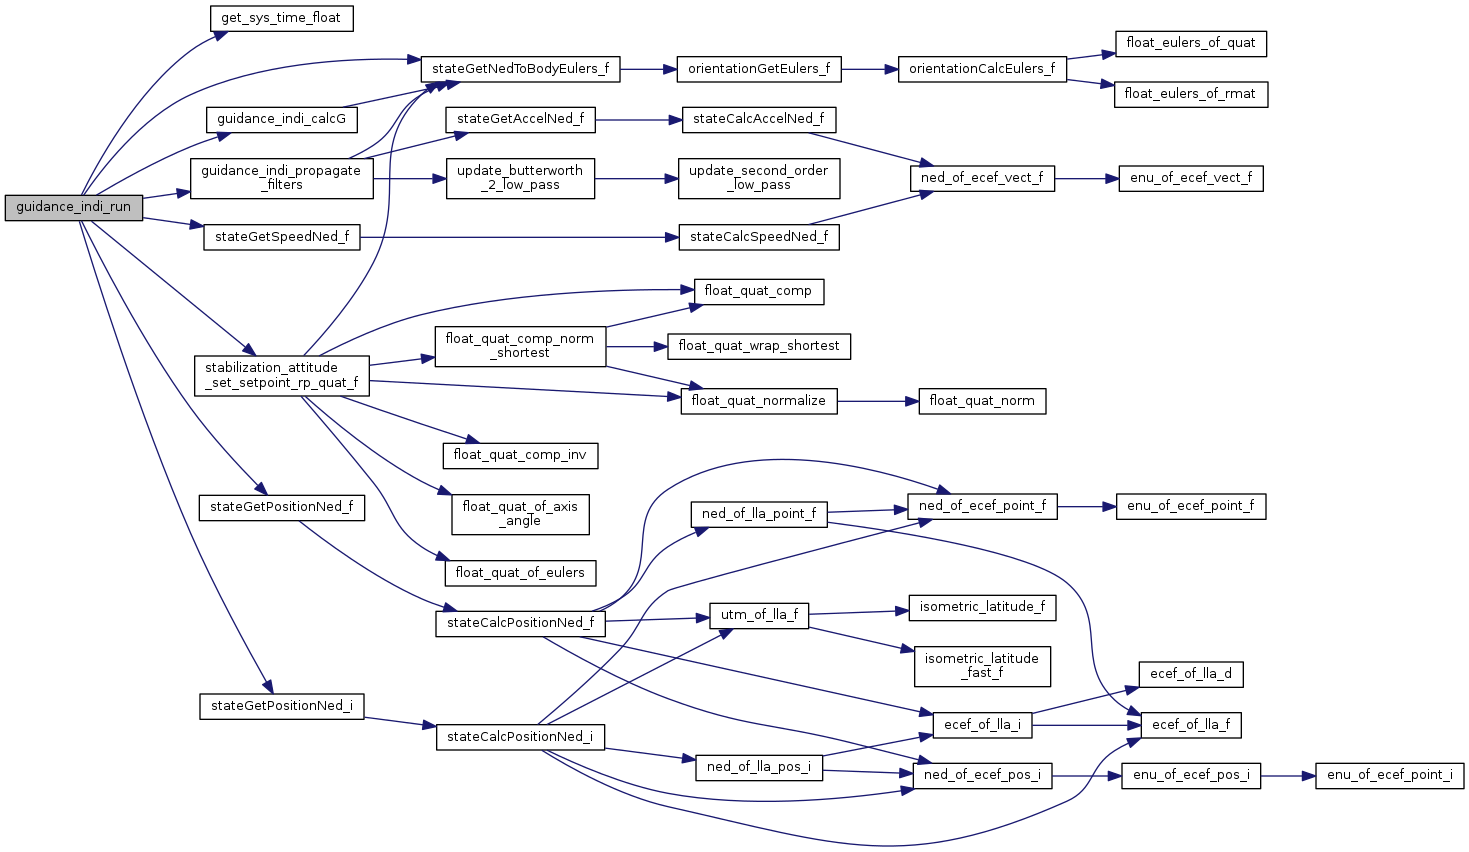 get_sys_time_float
float_eulers_of_quat
stateGetNedToBodyEulers_f
orientationGetEulers_f
orientationCalcEulers_f
float_eulers_of_rmat
guidance_indi_calcG
stateGetAccelNed_f
stateCalcAccelNed_f
guidance_indi_propagate
_filters
update_butterworth
_2_low_pass
update_second_order
_low_pass
ned_of_ecef_vect_f
enu_of_ecef_vect_f
guidance_indi_run
stateGetSpeedNed_f
stateCalcSpeedNed_f
float_quat_comp
float_quat_comp_norm
_shortest
float_quat_wrap_shortest
stabilization_attitude
_set_setpoint_rp_quat_f
float_quat_normalize
float_quat_norm
float_quat_comp_inv
stateGetPositionNed_f
float_quat_of_axis
_angle
ned_of_lla_point_f
ned_of_ecef_point_f
enu_of_ecef_point_f
float_quat_of_eulers
stateCalcPositionNed_f
utm_of_lla_f
isometric_latitude_f
isometric_latitude
_fast_f
ecef_of_lla_d
stateGetPositionNed_i
stateCalcPositionNed_i
ecef_of_lla_i
ecef_of_lla_f
ned_of_lla_pos_i
ned_of_ecef_pos_i
enu_of_ecef_pos_i
enu_of_ecef_point_i